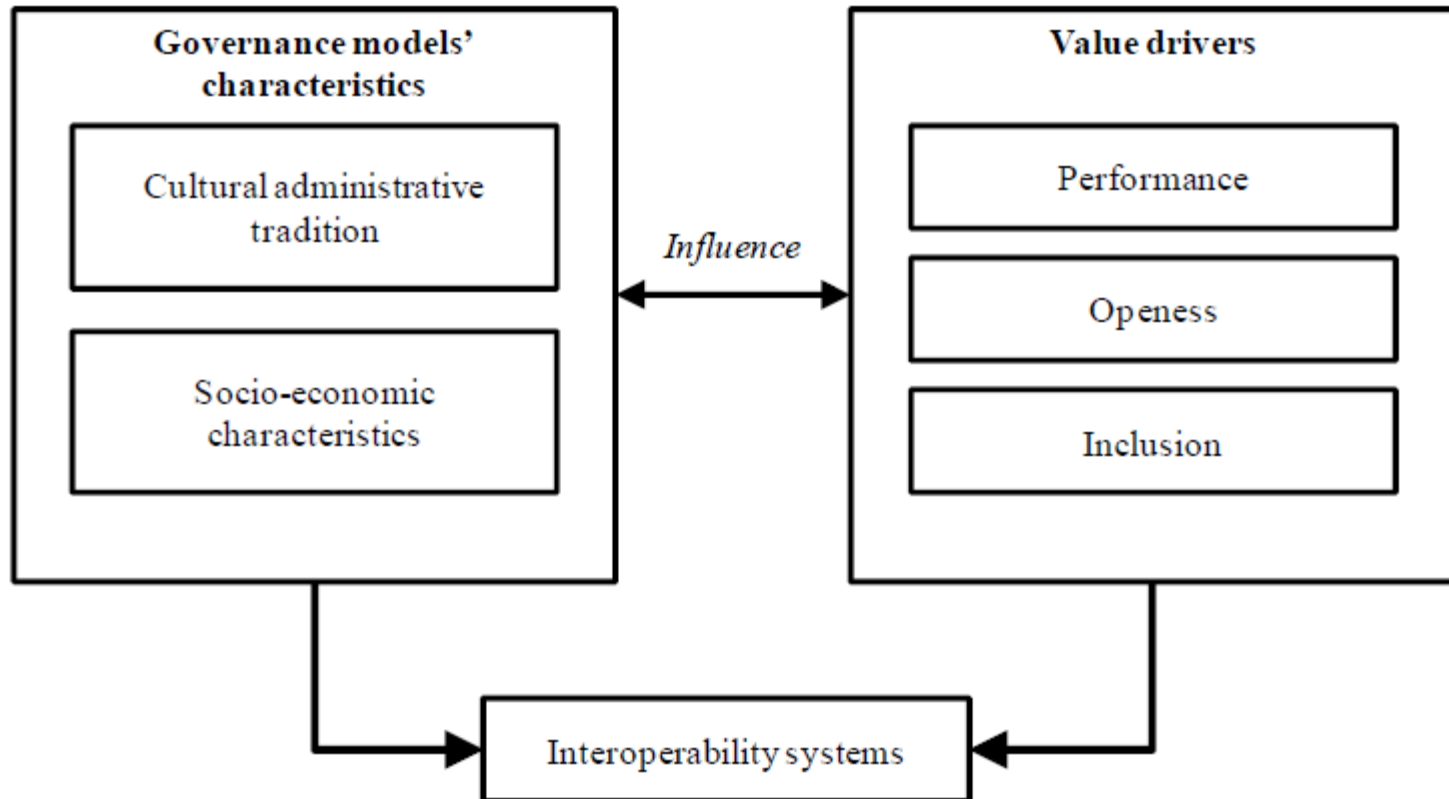 Governance models’
characteristics
Cultural administrative
tradition
Socio-economic
characteristics
Influence
Value drivers
Performance
Openess
Inclusion
Interoperability systems